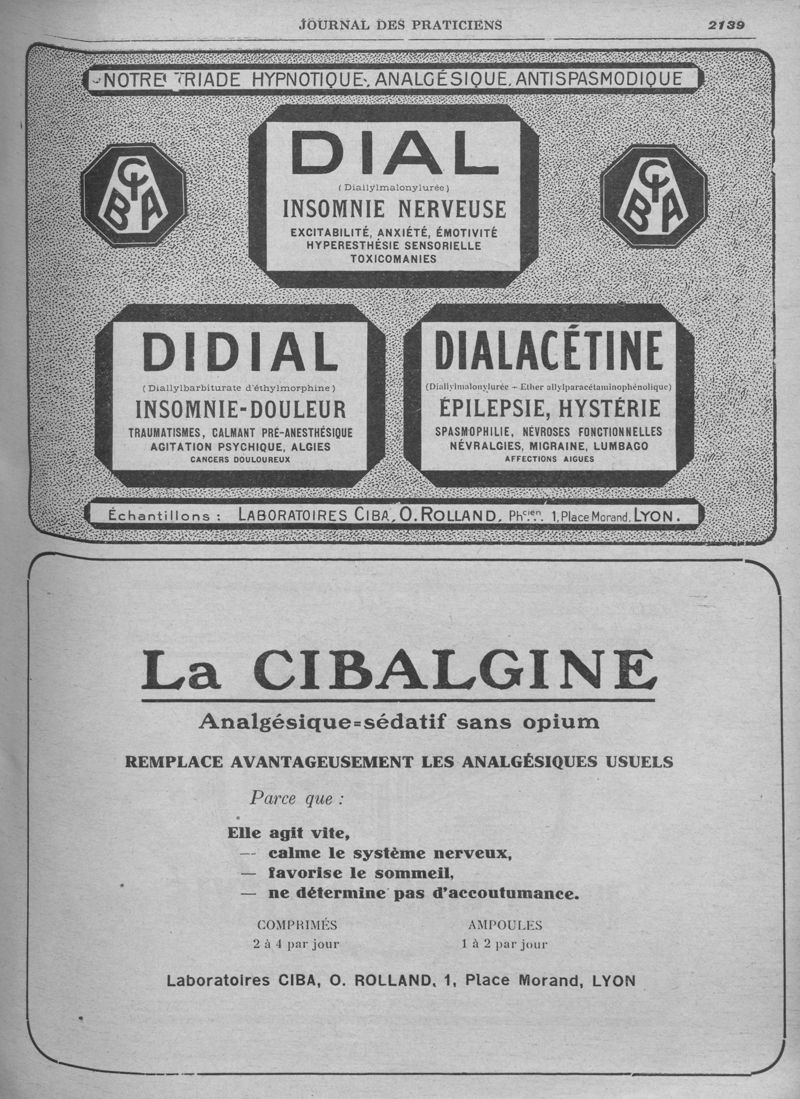 JOURNAL DES PRATICIENS 2139
NOTRE TRIADE HYPNOTIQUE, ANALGÉSIQUE, ANTISPASMODIQUE
DIAL
(Diallylmalonylurée)
INSOMNIE NERVEUSE
EXCITABILITÉ, ANXIÉTÉ, ÉMOTIVITÉ
HYPERESTHÉSIE SENSORIELLE
TOXICOMANIES
CIBA
CIBA
DIDIAL
(Diallylbarbiturate d'éthylmorphine)
INSOMNIE-DOULEUR
TRAUMATISMES, CALMANT PRÉ-ANESTHÉSIQUE
AGITATION PSYCHIQUE, ALGIES
CANCERS DOULOUREUX
DIALACÉTINE
(Diallylmalonylurée + Ether allylparacétaminophénolique)
ÉPILEPSIE, HYSTÉRIE
SPASMOPHILIE, NÉVROSES FONCTIONNELLES
NÉVRALGIES, MIGRAINE, LUMBAGO
AFFECTIONS AIGUES
Échantillons : LABORATOIRES CIBA, O. ROLLAND, Phcien. 1, Place Morand, LYON.
La CIBALGINE
Analgésique=sédatif sans opium
REMPLACE AVANTAGEUSEMENT LES ANALGÉSIQUES USUELS
Parce que :
Elle agit vite,
— calme le système nerveux,
— favorise le sommeil,
— ne détermine pas d'accoutumance.
COMPRIMÉS AMPOULES
2 à 4 par jour 1 à 2 par jour
Laboratoires CIBA, O. ROLLAND, 1, Place Morand, LYON